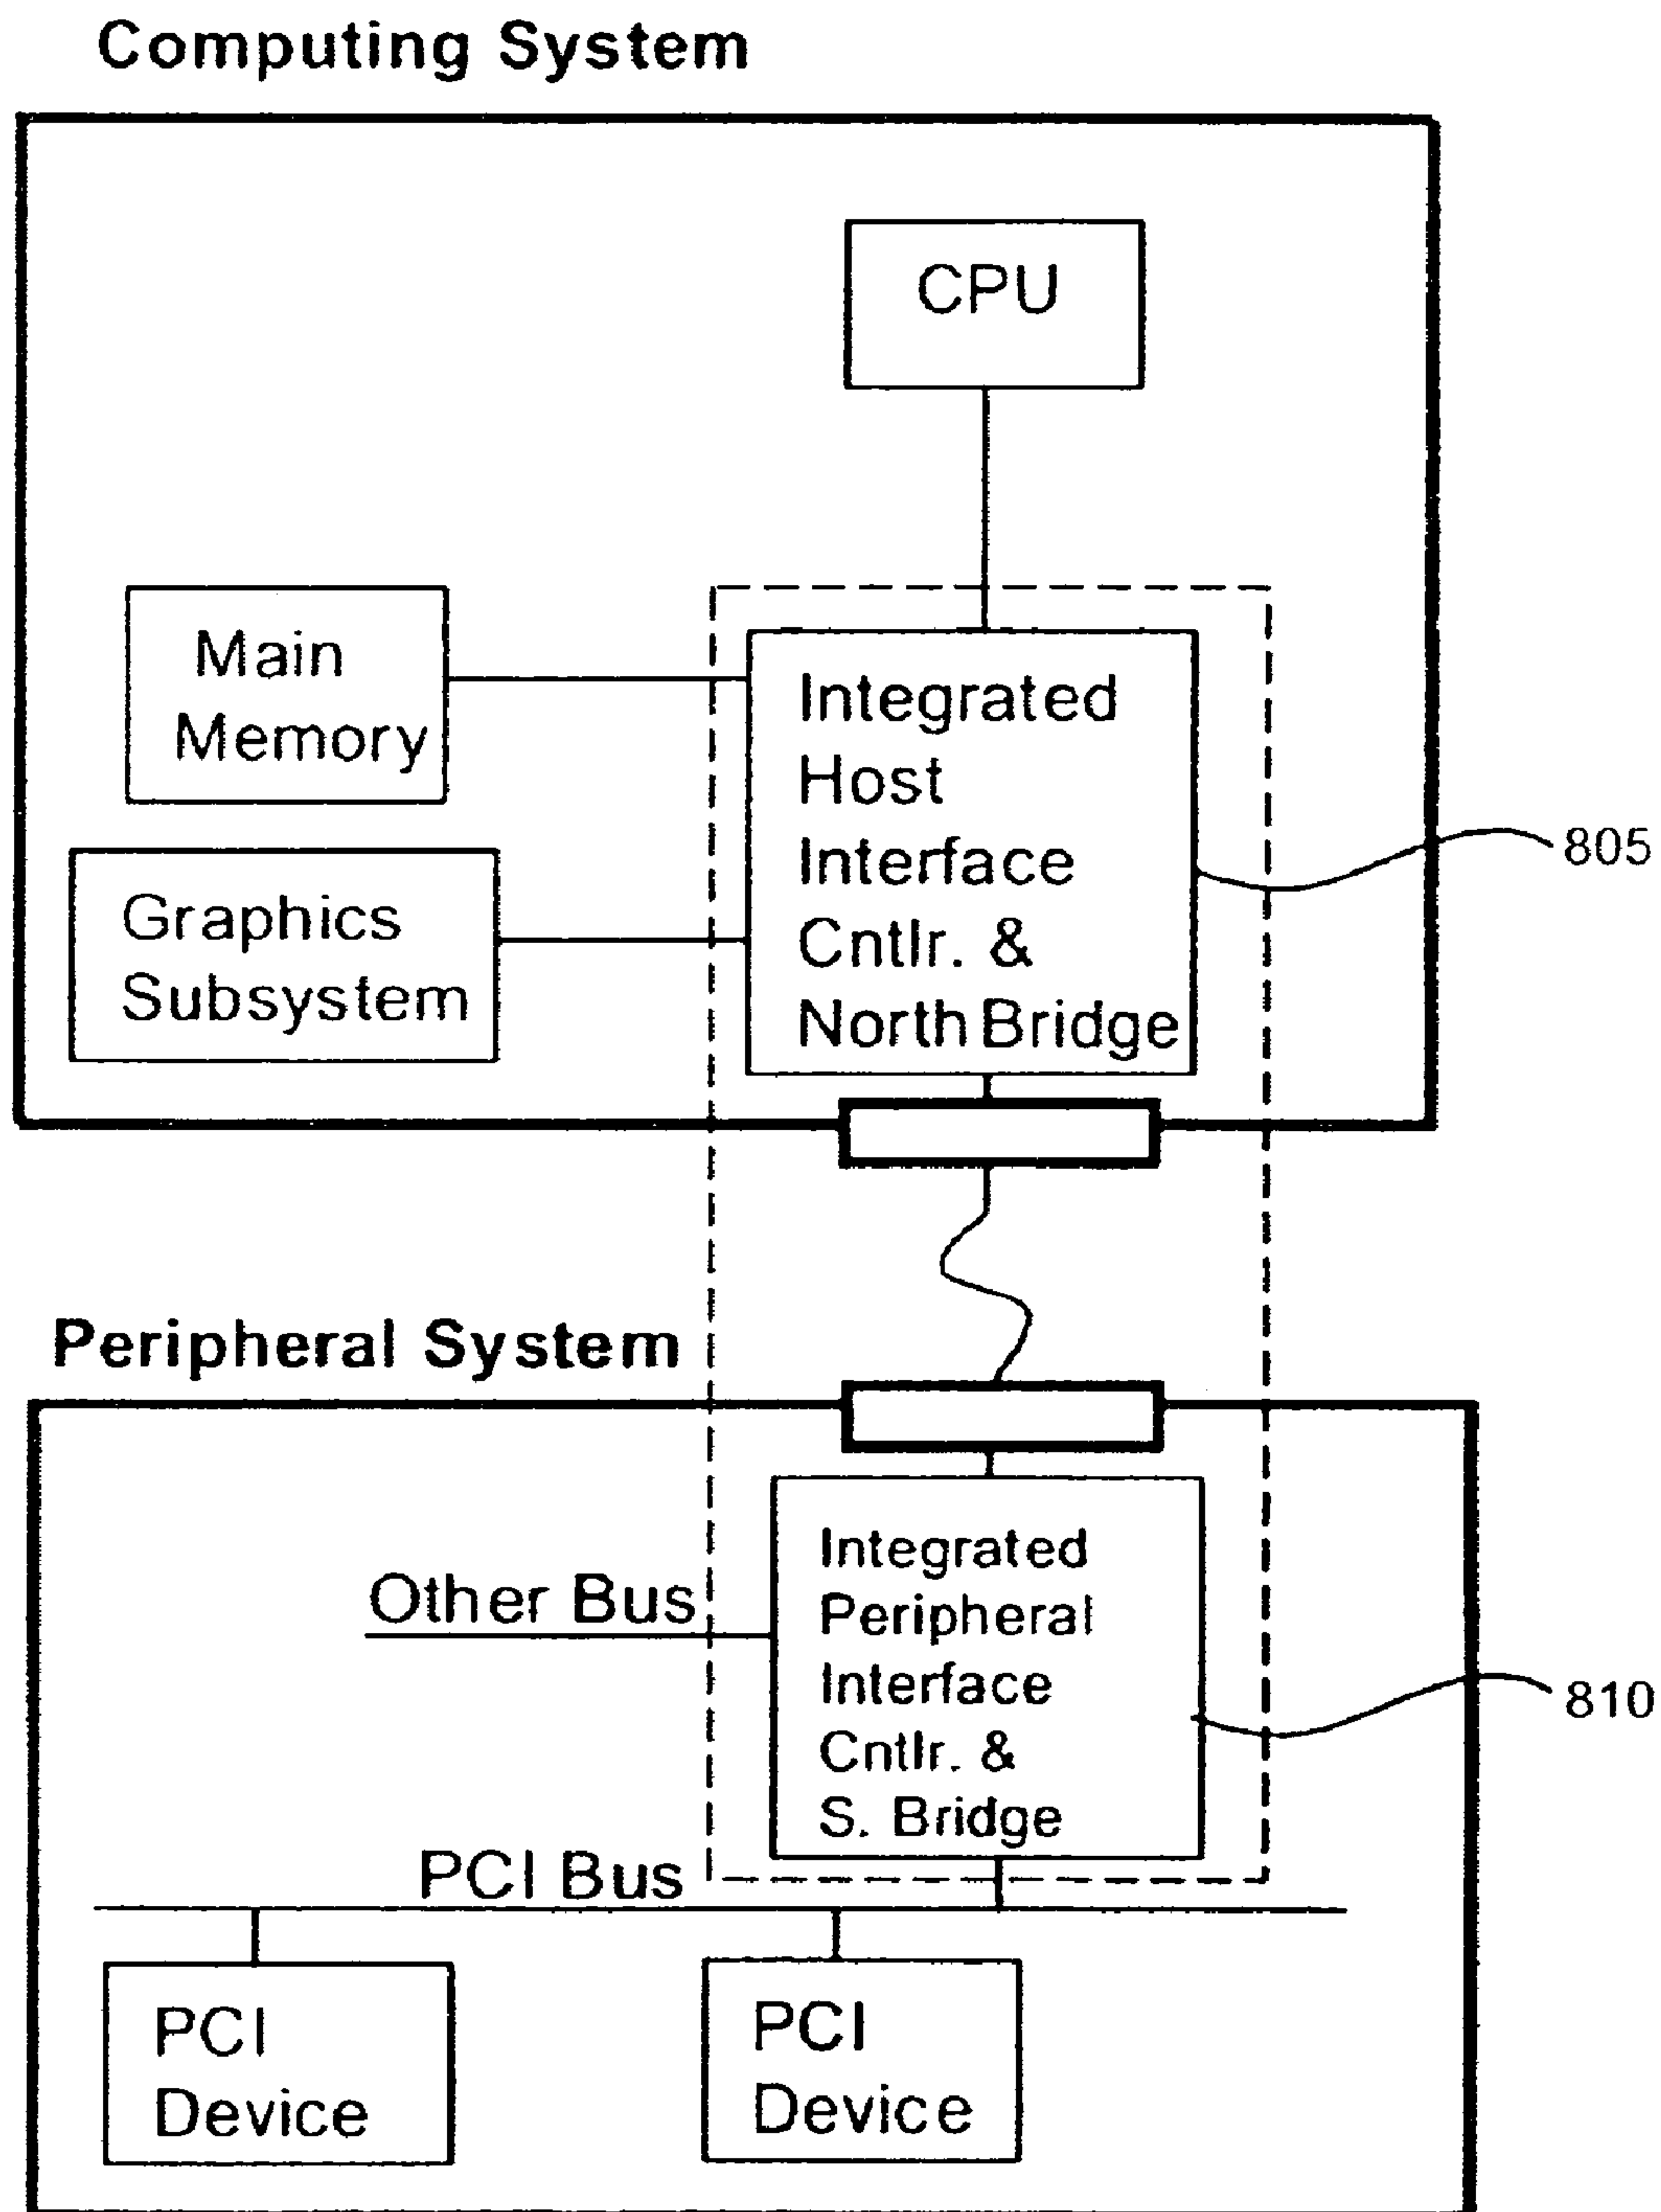 Computing System
CPU
Main
Memory
Graphics
Subsystem
Integrated
Host
Interface
Cntlr. &
North Bridge
805
Peripheral System
Other Bus
Integrated
Peripheral
Interface
Cntlr. &
S. Bridge
810
PCI Bus
PCI
Device
PCI
Device